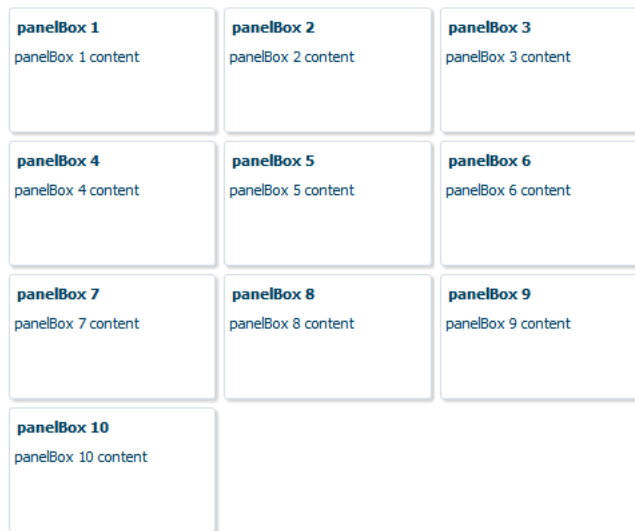 panelBox 1
panelBox 1 content
panelBox 2
panelBox 2 content
panelBox 3
panelBox 3 content
panelBox 4
panelBox 4 content
panelBox 5
panelBox 5 content
panelBox 6
panelBox 6 content
panelBox 7
panelBox 7 content
panelBox 8
panelBox 8 content
panelBox 9
panelBox 9 content
panelBox 10
panelBox 10 content